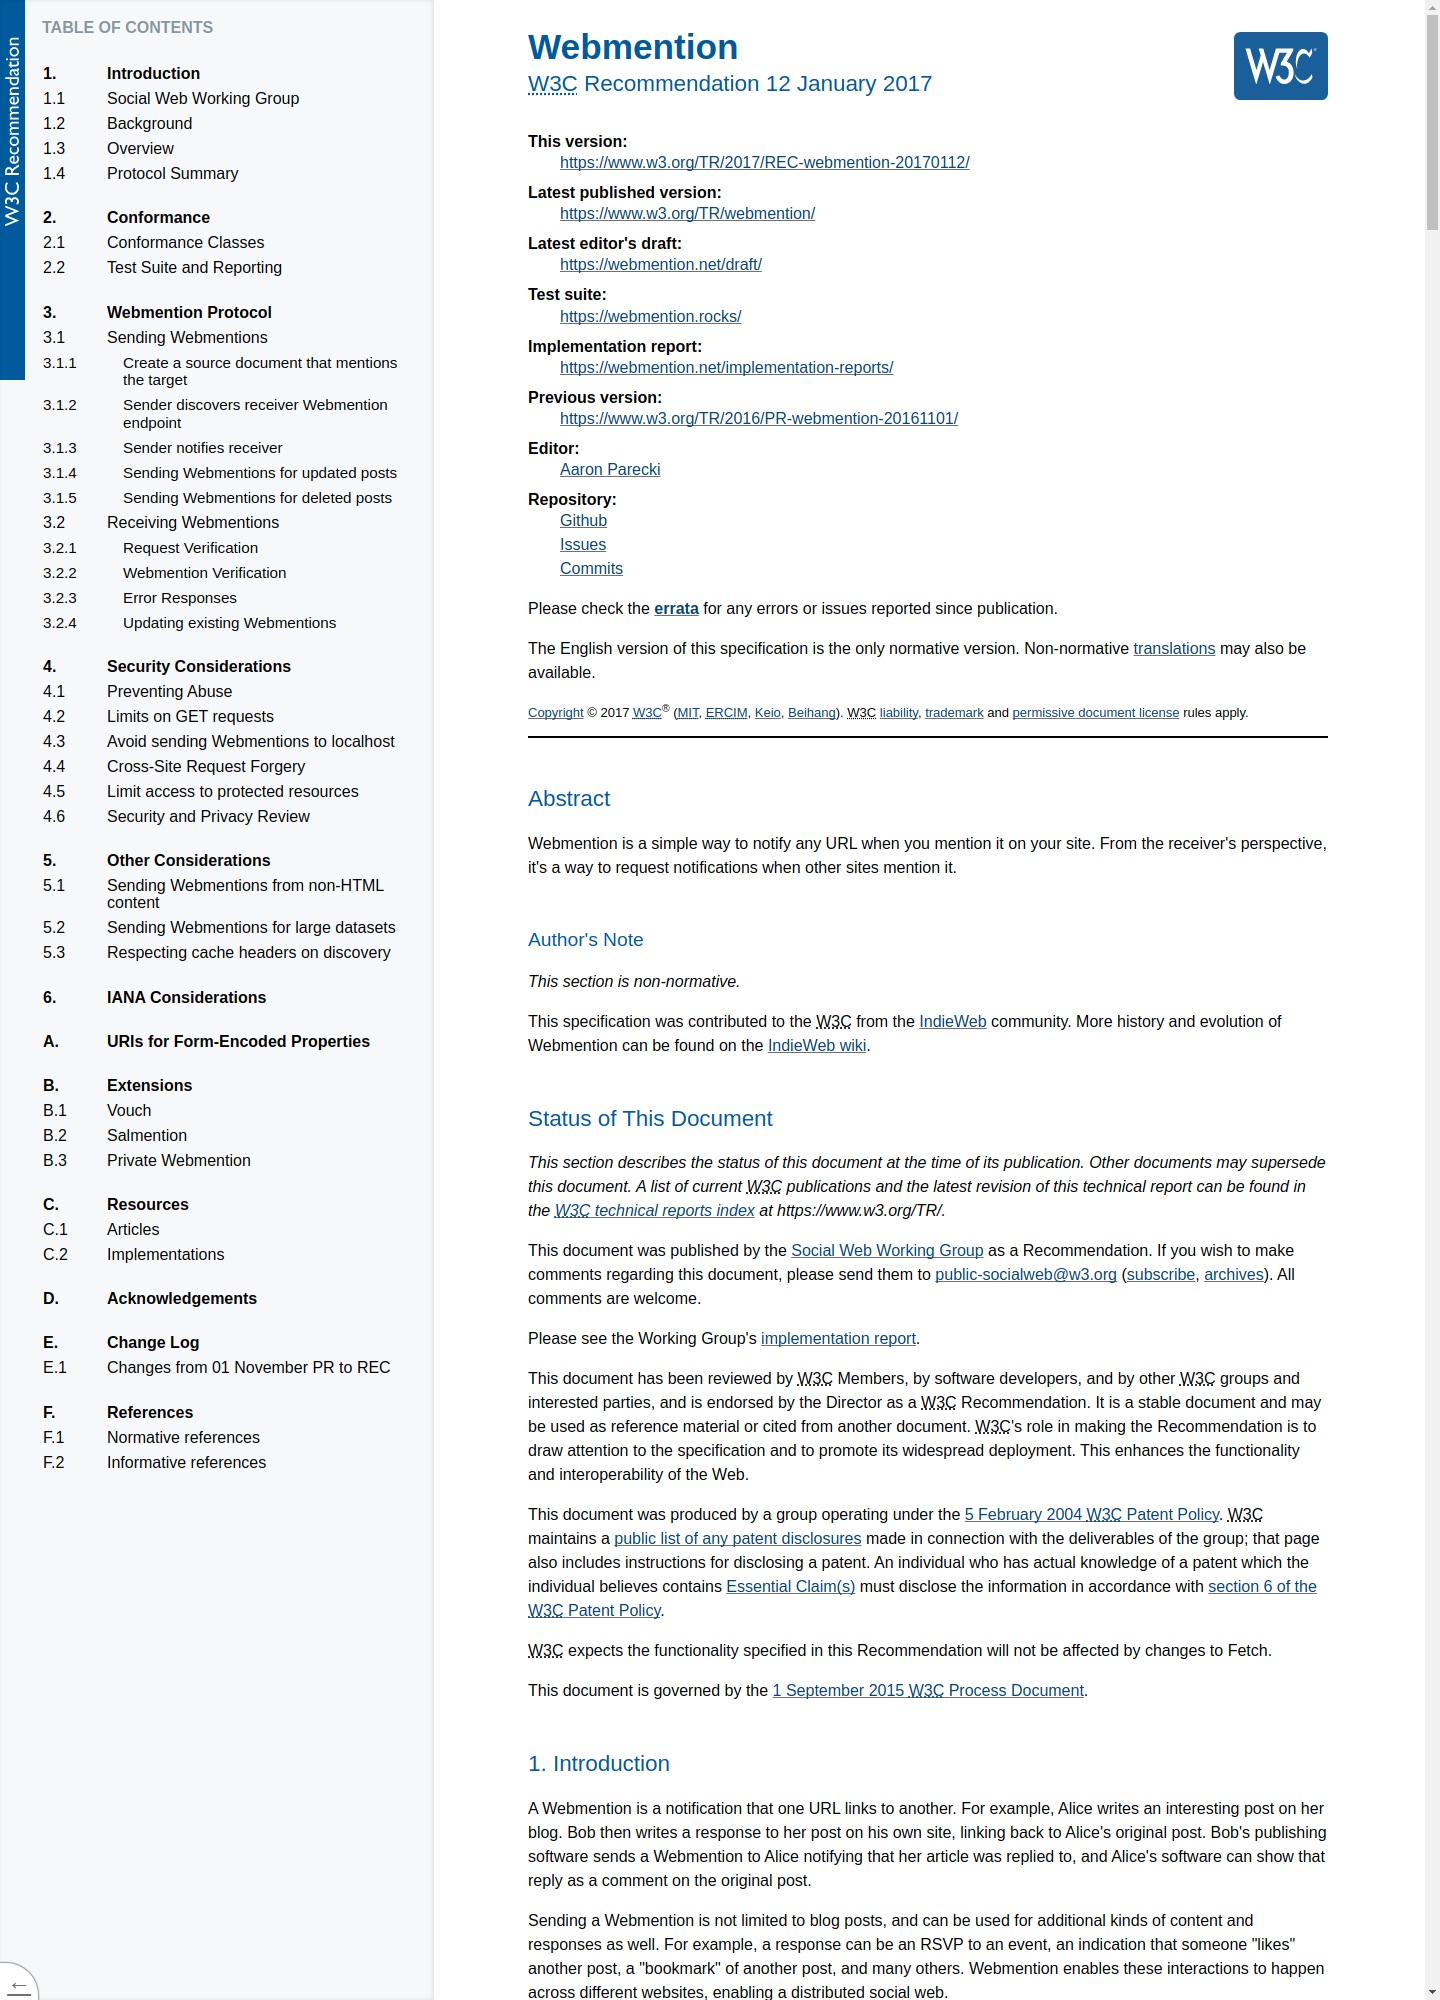 W3C Recommendation
TABLE OF CONTENTS
1. Introduction
1.1 Social Web Working Group
1.2 Background
1.3 Overview
1.4 Protocol Summary
2. Conformance
2.1 Conformance Classes
2.2 Test Suite and Reporting
3. Webmention Protocol
3.1 Sending Webmentions
3.1.1 Create a source document that mentions
the target
3.1.2 Sender discovers receiver Webmention
endpoint
3.1.3 Sender notifies receiver
3.1.4 Sending Webmentions for updated posts
3.1.5 Sending Webmentions for deleted posts
3.2 Receiving Webmentions
3.2.1 Request Verification
3.2.2 Webmention Verification
3.2.3 Error Responses
3.2.4 Updating existing Webmentions
4. Security Considerations
4.1 Preventing Abuse
4.2 Limits on GET requests
4.3 Avoid sending Webmentions to localhost
4.4 Cross-Site Request Forgery
4.5 Limit access to protected resources
4.6 Security and Privacy Review
5. Other Considerations
5.1 Sending Webmentions from non-HTML
content
5.2 Sending Webmentions for large datasets
5.3 Respecting cache headers on discovery
6. IANA Considerations
A. URIs for Form-Encoded Properties
B. Extensions
B.1 Vouch
B.2 Salmention
B.3 Private Webmention
C. Resources
C.1 Articles
C.2 Implementations
D. Acknowledgements
E. Change Log
E.1 Changes from 01 November PR to REC
F. References
F.1 Normative references
F.2 Informative references
←
Webmention
W3C
W3C Recommendation 12 January 2017
This version:
https://www.w3.org/TR/2017/REC-webmention-20170112/
Latest published version:
https://www.w3.org/TR/webmention/
Latest editor's draft:
https://webmention.net/draft/
Test suite:
https://webmention.rocks/
Implementation report:
https://webmention.net/implementation-reports/
Previous version:
https://www.w3.org/TR/2016/PR-webmention-20161101/
Editor:
Aaron Parecki
Repository:
Github
Issues
Commits
Please check the errata for any errors or issues reported since publication.
The English version of this specification is the only normative version. Non-normative translations may also be
available.
Copyright © 2017 W3C® (MIT, ERCIM, Keio, Beihang). W3C liability, trademark and permissive document license rules apply.
Abstract
Webmention is a simple way to notify any URL when you mention it on your site. From the receiver's perspective,
it's a way to request notifications when other sites mention it.
Author's Note
This section is non-normative.
This specification was contributed to the W3C from the IndieWeb community. More history and evolution of
Webmention can be found on the IndieWeb wiki.
Status of This Document
This section describes the status of this document at the time of its publication. Other documents may supersede
this document. A list of current W3C publications and the latest revision of this technical report can be found in
the W3C technical reports index at https://www.w3.org/TR/.
This document was published by the Social Web Working Group as a Recommendation. If you wish to make
comments regarding this document, please send them to public-socialweb@w3.org (subscribe, archives). All
comments are welcome.
Please see the Working Group's implementation report.
This document has been reviewed by W3C Members, by software developers, and by other W3C groups and
interested parties, and is endorsed by the Director as a W3C Recommendation. It is a stable document and may
be used as reference material or cited from another document. W3C's role in making the Recommendation is to
draw attention to the specification and to promote its widespread deployment. This enhances the functionality
and interoperability of the Web.
This document was produced by a group operating under the 5 February 2004 W3C Patent Policy. W3C
maintains a public list of any patent disclosures made in connection with the deliverables of the group; that page
also includes instructions for disclosing a patent. An individual who has actual knowledge of a patent which the
individual believes contains Essential Claim(s) must disclose the information in accordance with section 6 of the
W3C Patent Policy.
W3C expects the functionality specified in this Recommendation will not be affected by changes to Fetch.
This document is governed by the 1 September 2015 W3C Process Document.
1. Introduction
A Webmention is a notification that one URL links to another. For example, Alice writes an interesting post on her
blog. Bob then writes a response to her post on his own site, linking back to Alice's original post. Bob's publishing
software sends a Webmention to Alice notifying that her article was replied to, and Alice's software can show that
reply as a comment on the original post.
Sending a Webmention is not limited to blog posts, and can be used for additional kinds of content and
responses as well. For example, a response can be an RSVP to an event, an indication that someone "likes"
another post, a "bookmark" of another post, and many others. Webmention enables these interactions to happen
across different websites, enabling a distributed social web.